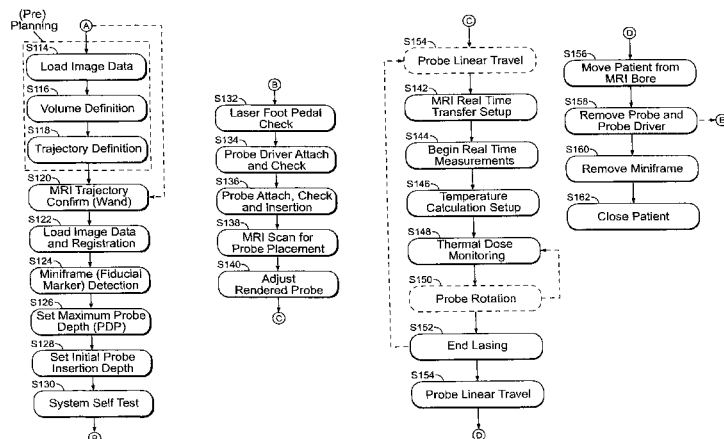 (Pre)
Planning
A
S114
Load Image Data
S116
Volume Definition
S118
Trajectory Definition
S120
MRI Trajectory
Confirm (Wand)
S122
Load Image Data
and Registration
S124
Miniframe (Fiducial
Marker) Detection
S126
Set Maximum Probe
Depth (PDP)
S128
Set Initial Probe
Insertion Depth
S130
System Self Test
B
B
S132
Laser Foot Pedal
Check
S134
Probe Driver Attach
and Check
S136
Probe Attach, Check
and Insertion
S138
MRI Scan for
Probe Placement
S140
Adjust
Rendered Probe
C
C
S154
Probe Linear Travel
S142
MRI Real Time
Transfer Setup
S144
Begin Real Time
Measurements
S146
Temperature
Calculation Setup
S148
Thermal Dose
Monitoring
S150
Probe Rotation
S152
End Lasing
S154
Probe Linear Travel
D
D
S156
Move Patient from
MRI Bore
S158
Remove Probe and
Probe Driver
E
S160
Remove Miniframe
S162
Close Patient